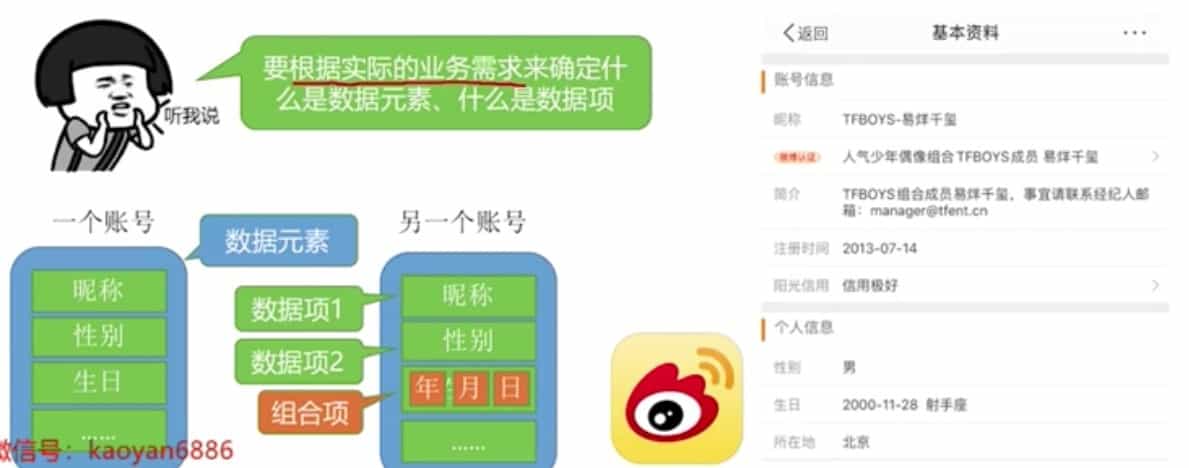 要根据实际的业务需求来确定什
么是数据元素、什么是数据项
听我说
一个账号
数据元素
昵称
性别
生日
……
另一个账号
数据项1
数据项2
组合项
昵称
性别
年 月 日
……
微信号：kaoyan6886
返回
基本资料
账号信息
昵称 TFBOYS-易烊千玺
微博认证 人气少年偶像组合TFBOYS成员 易烊千玺
简介 TFBOYS组合成员易烊千玺，事宜请联系经纪人邮
箱：manager@tfent.cn
注册时间 2013-07-14
阳光信用 信用极好
个人信息
性别 男
生日 2000-11-28 射手座
所在地 北京